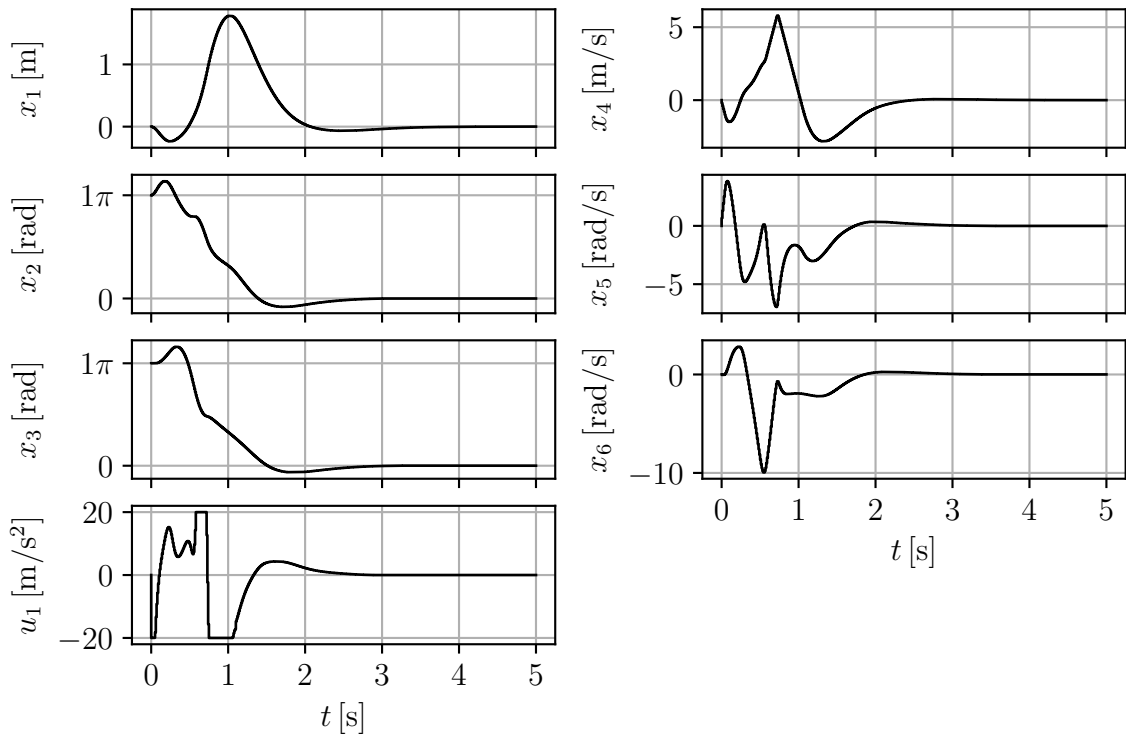 x₁ [m]
1
0
x₂ [rad]
1π
0
x₃ [rad]
1π
0
u₁ [m/s²]
20
0
−20
0 1 2 3 4 5
t [s]
x₄ [m/s]
5
0
x₅ [rad/s]
0
−5
x₆ [rad/s]
0
−10
0 1 2 3 4 5
t [s]